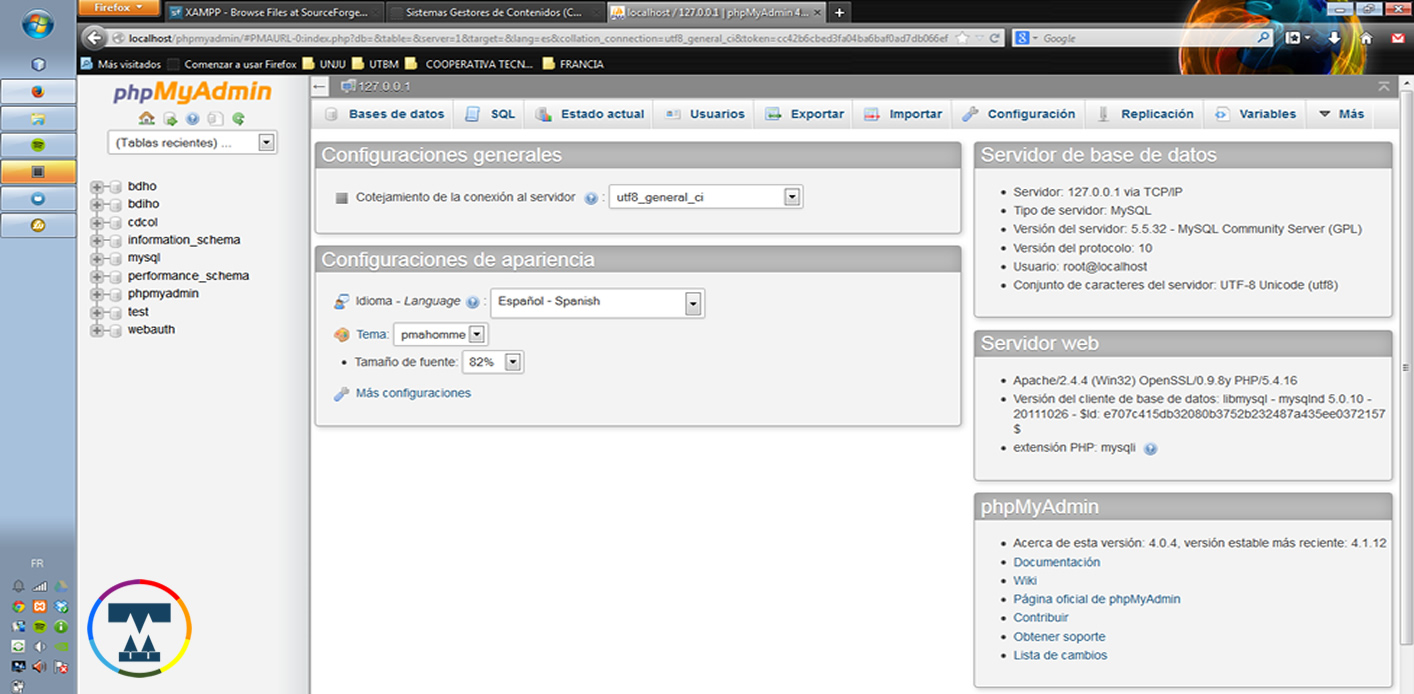 Firefox
XAMPP - Browse Files at SourceForge...
Sistemas Gestores de Contenidos (C...
localhost / 127.0.0.1 | phpMyAdmin 4...
localhost/phpmyadmin/#PMAURL-0:index.php?db=&table=&server=1&target=&lang=es&collation_connection=utf8_general_ci&token=cc42b6cbed3fa04ba6baf0ad7db066ef
Google
Más visitados
Comenzar a usar Firefox
UNJU
UTBM
COOPERATIVA TECN...
FRANCIA
phpMyAdmin
(Tablas recientes) ...
bdho
bdiho
cdcol
information_schema
mysql
performance_schema
phpmyadmin
test
webauth
127.0.0.1
Bases de datos
SQL
Estado actual
Usuarios
Exportar
Importar
Configuración
Replicación
Variables
Más
Configuraciones generales
Cotejamiento de la conexión al servidor : utf8_general_ci
Configuraciones de apariencia
Idioma - Language : Español - Spanish
Tema: pmahomme
• Tamaño de fuente: 82%
Más configuraciones
Servidor de base de datos
• Servidor: 127.0.0.1 via TCP/IP
• Tipo de servidor: MySQL
• Versión del servidor: 5.5.32 - MySQL Community Server (GPL)
• Versión del protocolo: 10
• Usuario: root@localhost
• Conjunto de caracteres del servidor: UTF-8 Unicode (utf8)
Servidor web
• Apache/2.4.4 (Win32) OpenSSL/0.9.8y PHP/5.4.16
• Versión del cliente de base de datos: libmysql - mysqlnd 5.0.10 -
20111026 - $Id: e707c415db32080b3752b232487a435ee0372157
$
• extensión PHP: mysqli
phpMyAdmin
• Acerca de esta versión: 4.0.4, versión estable más reciente: 4.1.12
• Documentación
• Wiki
• Página oficial de phpMyAdmin
• Contribuir
• Obtener soporte
• Lista de cambios
FR